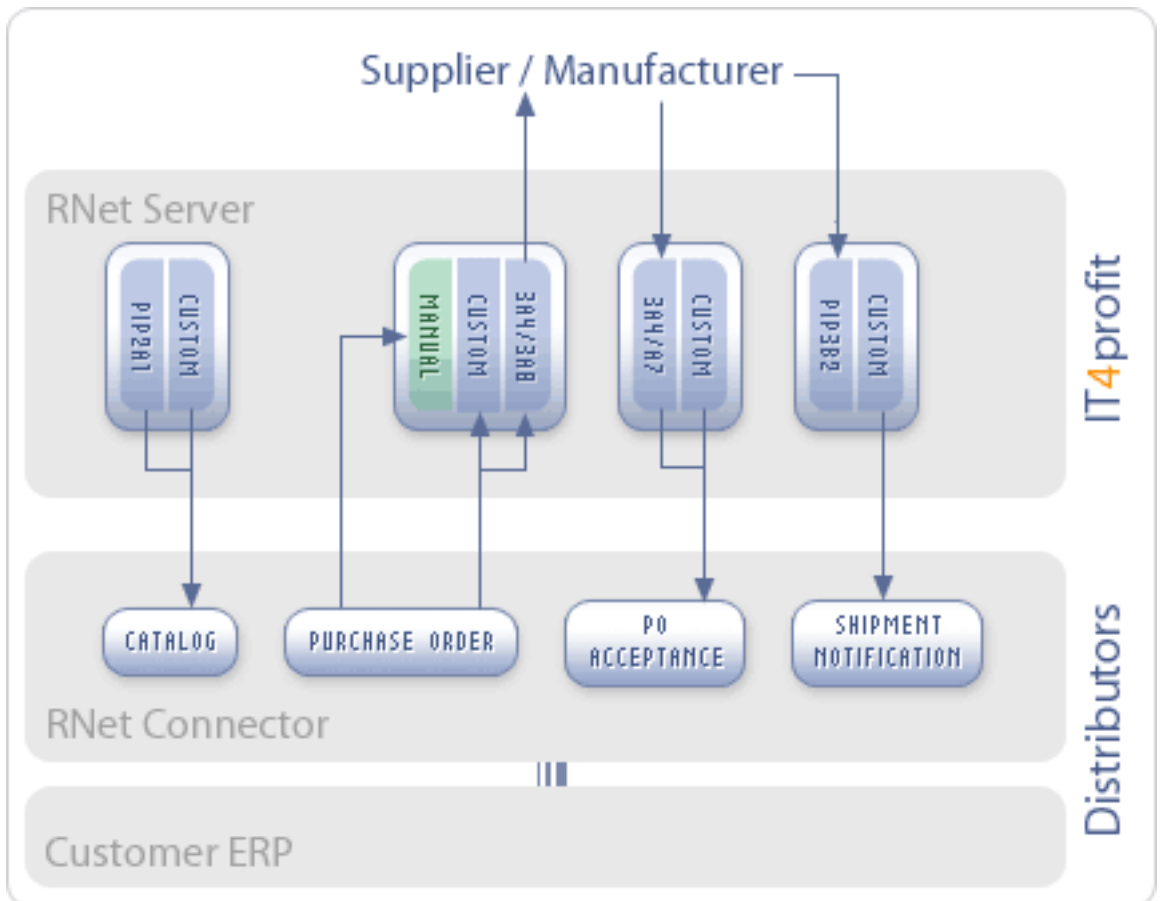 Supplier / Manufacturer
RNet Server
PIP2A1
CUSTOM
MANUAL
CUSTOM
3A4/3A8
3A4/A7
CUSTOM
PIP3B2
CUSTOM
IT4profit
CATALOG
PURCHASE ORDER
PO
ACCEPTANCE
SHIPMENT
NOTIFICATION
RNet Connector
Distributors
Customer ERP